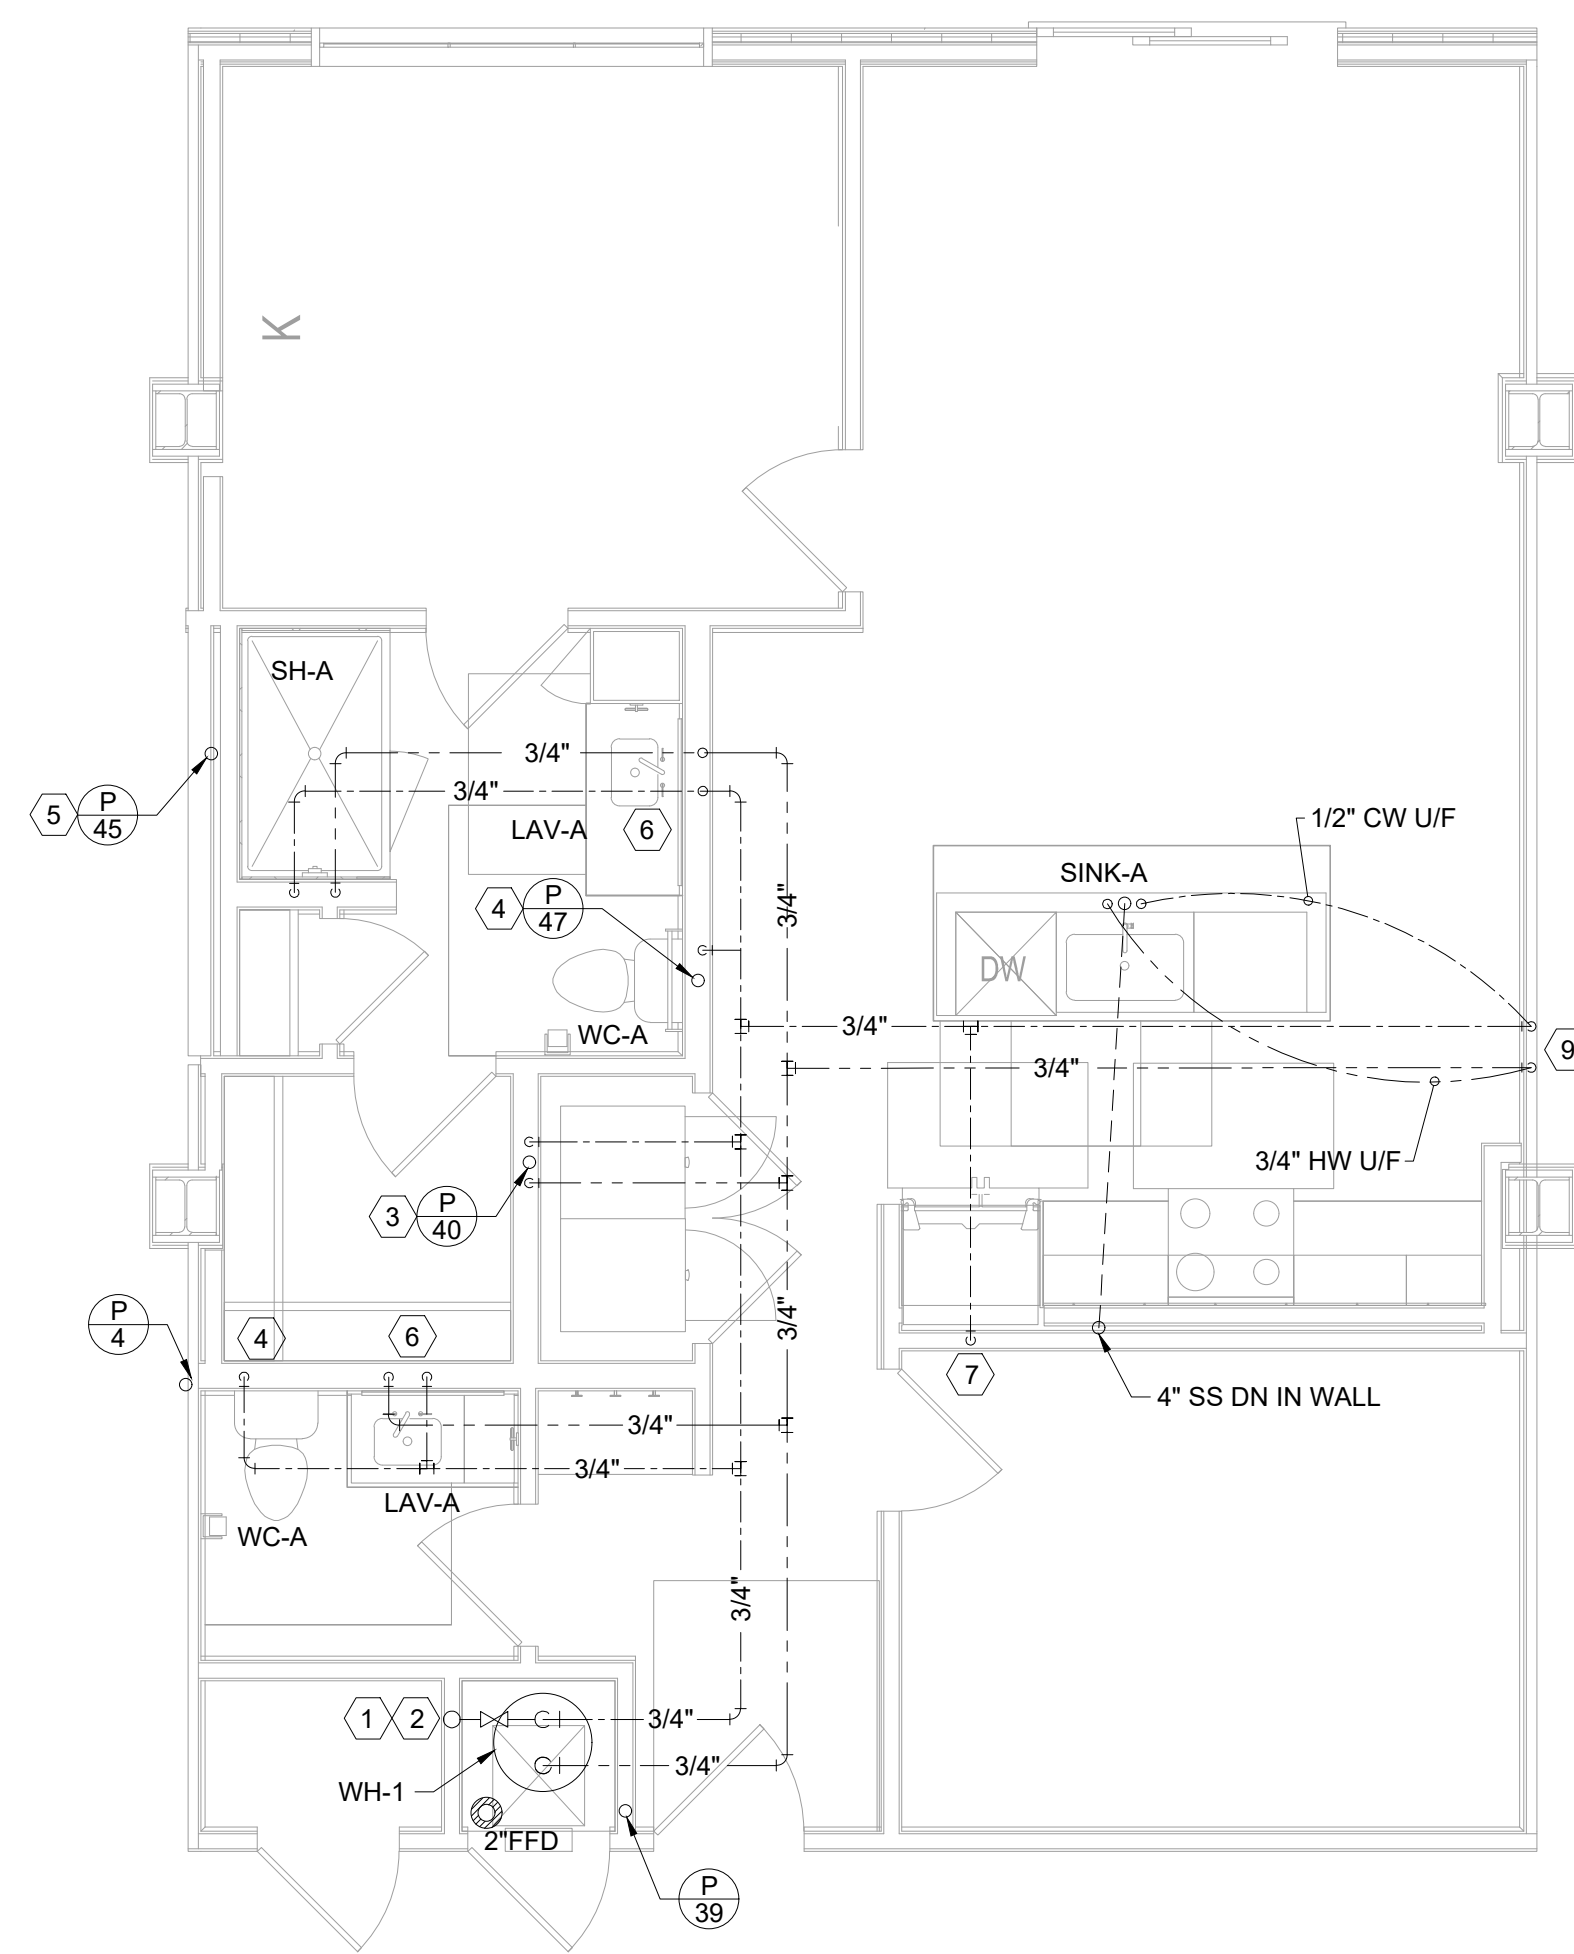 K
SH-A
3/4"
3/4"
5
P
45
LAV-A
6
1/2" CW U/F
SINK-A
4
P
47
3/4"
DW
WC-A
3/4"
9
3/4"
3/4" HW U/F
3
P
40
P
4
4
6
3/4"
7
4" SS DN IN WALL
3/4"
3/4"
LAV-A
WC-A
3/4"
1
2
3/4"
3/4"
WH-1
2"FFD
P
39